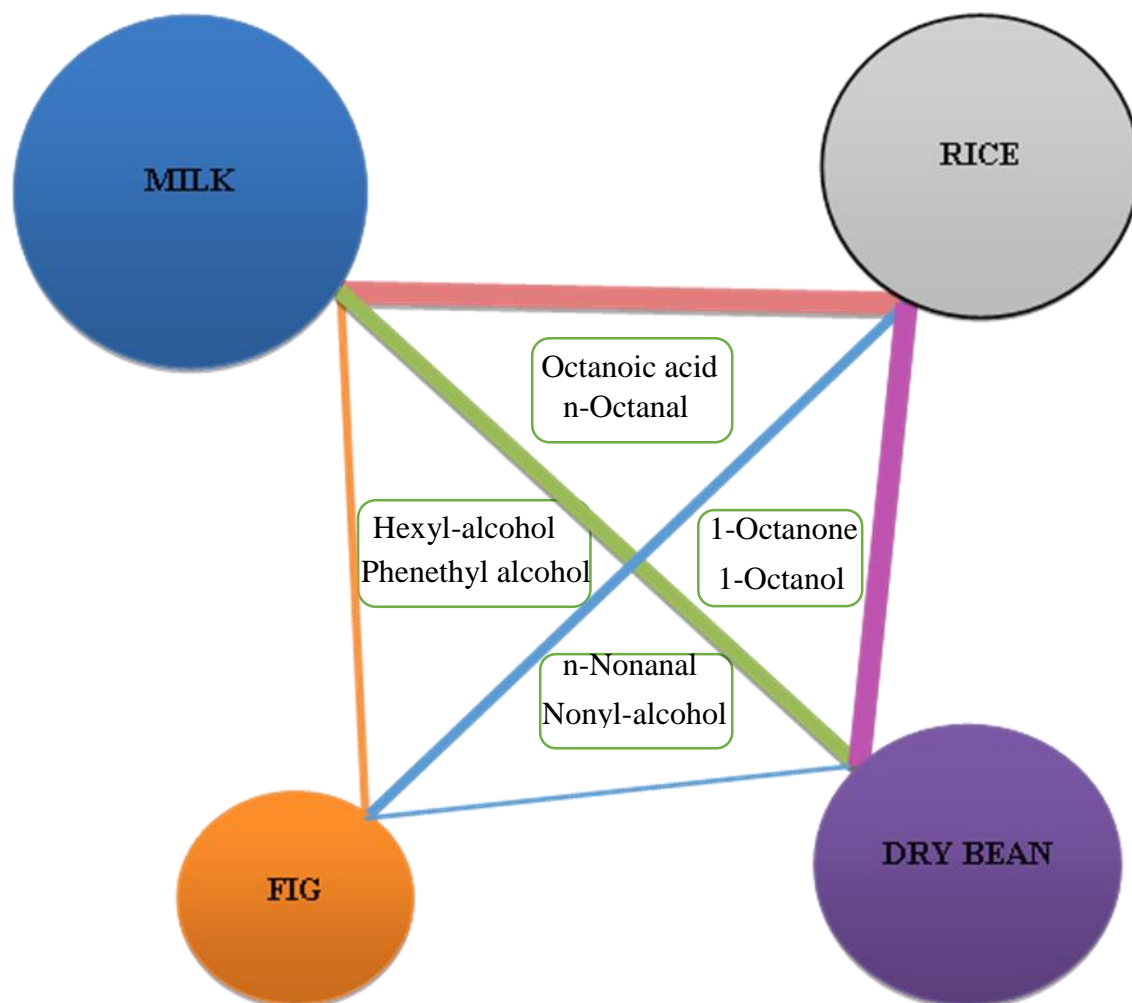 MILK
RICE
Octanoic acid
n-Octanal
Hexyl-alcohol
Phenethyl alcohol
1-Octanone
1-Octanol
n-Nonanal
Nonyl-alcohol
DRY BEAN
FIG